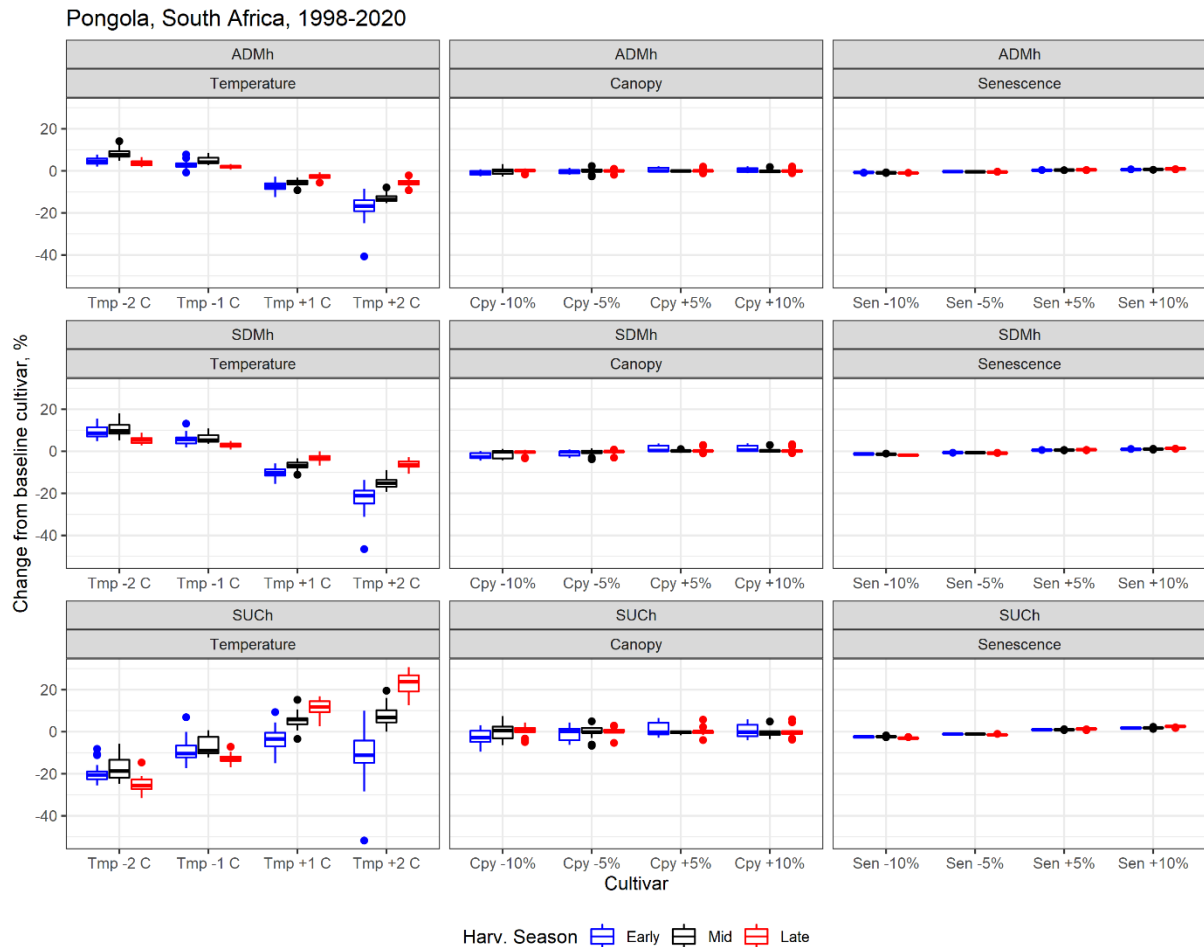 Pongola, South Africa, 1998-2020
ADMh ADMh ADMh
Temperature Canopy Senescence
20
0
-20
-40
Tmp -2 C Tmp -1 C Tmp +1 C Tmp +2 C Cpy -10% Cpy -5% Cpy +5% Cpy +10% Sen -10% Sen -5% Sen +5% Sen +10%
SDMh SDMh SDMh
Temperature Canopy Senescence
Change from baseline cultivar, %
20
0
-20
-40
Tmp -2 C Tmp -1 C Tmp +1 C Tmp +2 C Cpy -10% Cpy -5% Cpy +5% Cpy +10% Sen -10% Sen -5% Sen +5% Sen +10%
SUCh SUCh SUCh
Temperature Canopy Senescence
20
0
-20
-40
Tmp -2 C Tmp -1 C Tmp +1 C Tmp +2 C Cpy -10% Cpy -5% Cpy +5% Cpy +10% Sen -10% Sen -5% Sen +5% Sen +10%
Cultivar
Harv. Season Early Mid Late